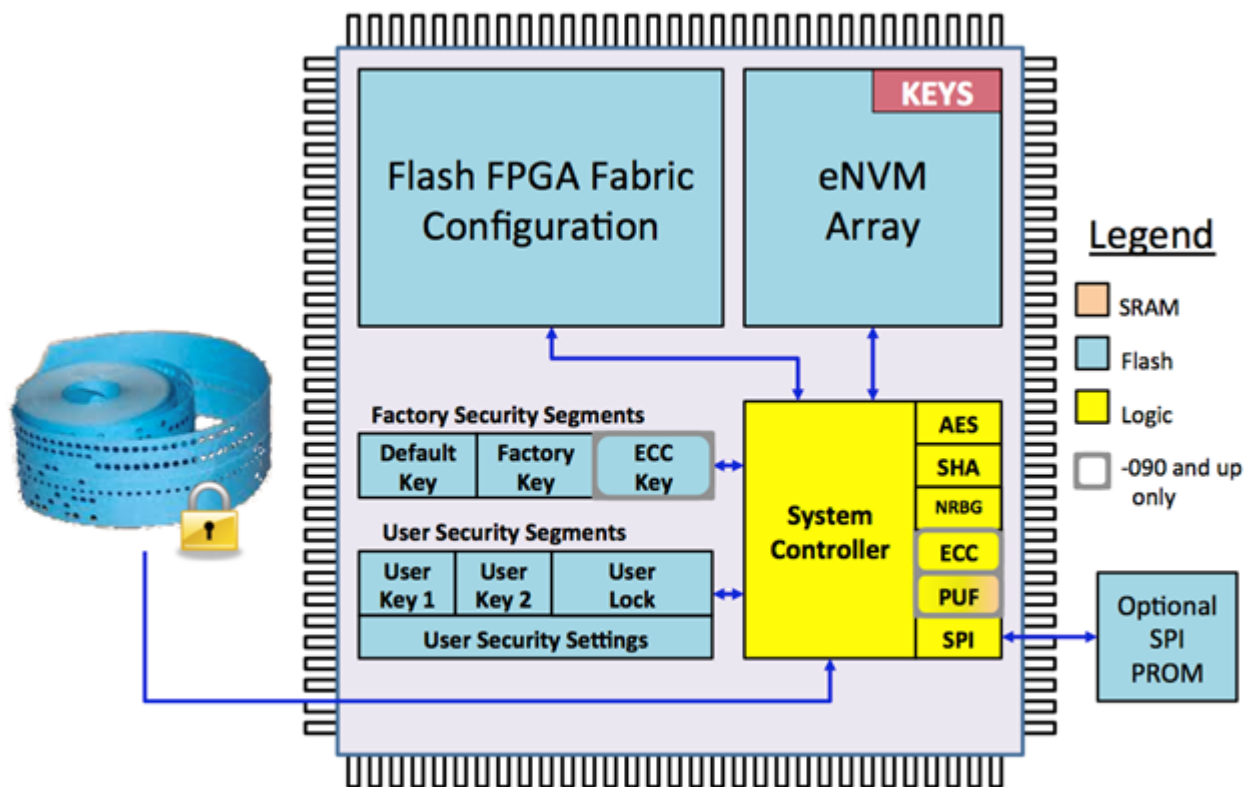 KEYS
Flash FPGA Fabric
Configuration
eNVM
Array
Legend
SRAM
Flash
Logic
-090 and up
only
Factory Security Segments
Default
Key
Factory
Key
ECC
Key
User Security Segments
User
Key 1
User
Key 2
User
Lock
User Security Settings
System
Controller
AES
SHA
NRBG
ECC
PUF
SPI
Optional
SPI
PROM